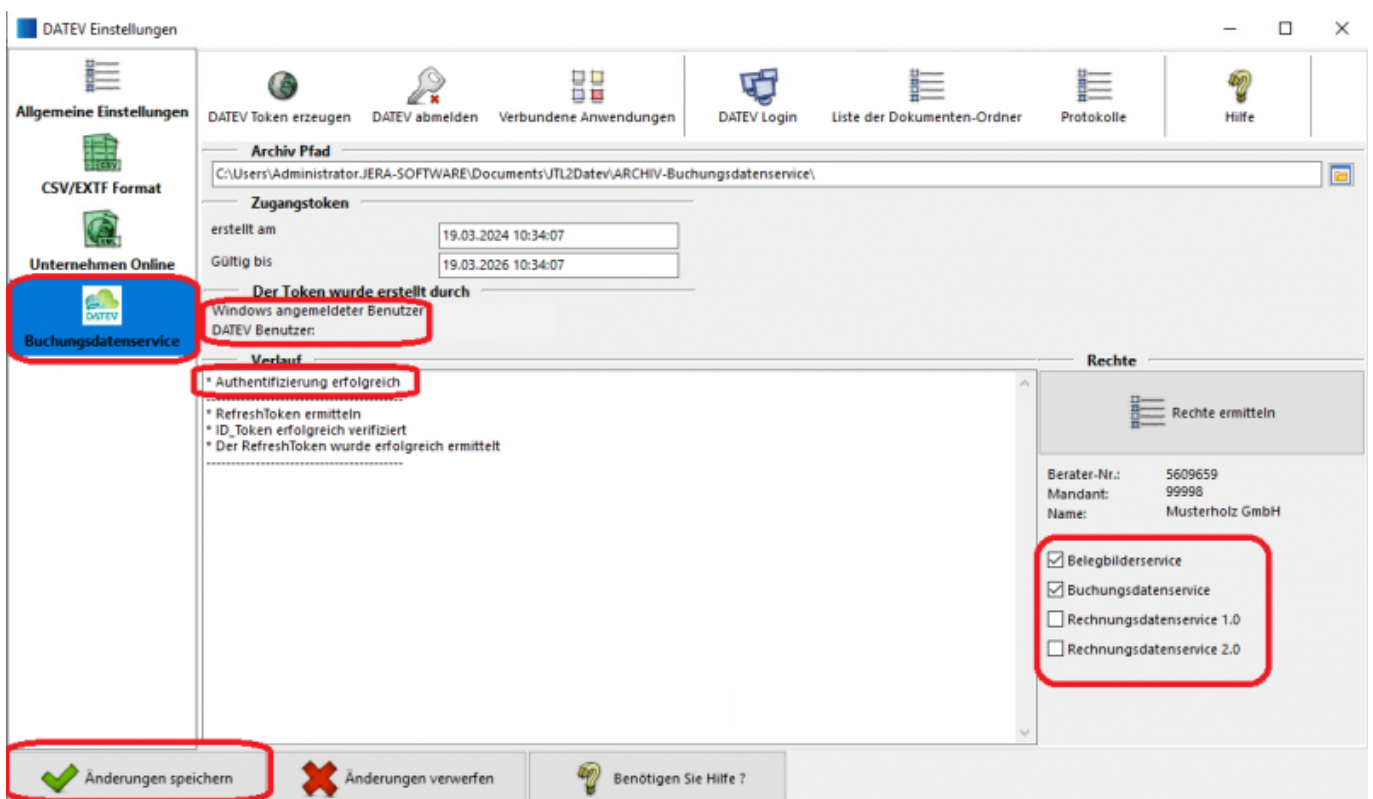 DATEV Einstellungen
Allgemeine Einstellungen
CSV/EXTF Format
Unternehmen Online
DATEV
Buchungsdatenservice
DATEV Token erzeugen
DATEV abmelden
Verbundene Anwendungen
DATEV Login
Liste der Dokumenten-Ordner
Protokolle
Hilfe
Archiv Pfad
C:\Users\Administrator.JERA-SOFTWARE\Documents\JTL2Datev\ARCHIV-Buchungsdatenservice\
Zugangstoken
erstellt am 19.03.2024 10:34:07
Gültig bis 19.03.2026 10:34:07
Der Token wurde erstellt durch
Windows angemeldeter Benutzer
DATEV Benutzer:
Verlauf
* Authentifizierung erfolgreich
----------------------------------------
* RefreshToken ermitteln
* ID_Token erfolgreich verifiziert
* Der RefreshToken wurde erfolgreich ermittelt
----------------------------------------
Rechte
Rechte ermitteln
Berater-Nr.: 5609659
Mandant: 99998
Name: Musterholz GmbH
Belegbilderservice
Buchungsdatenservice
Rechnungsdatenservice 1.0
Rechnungsdatenservice 2.0
Änderungen speichern
Änderungen verwerfen
Benötigen Sie Hilfe ?